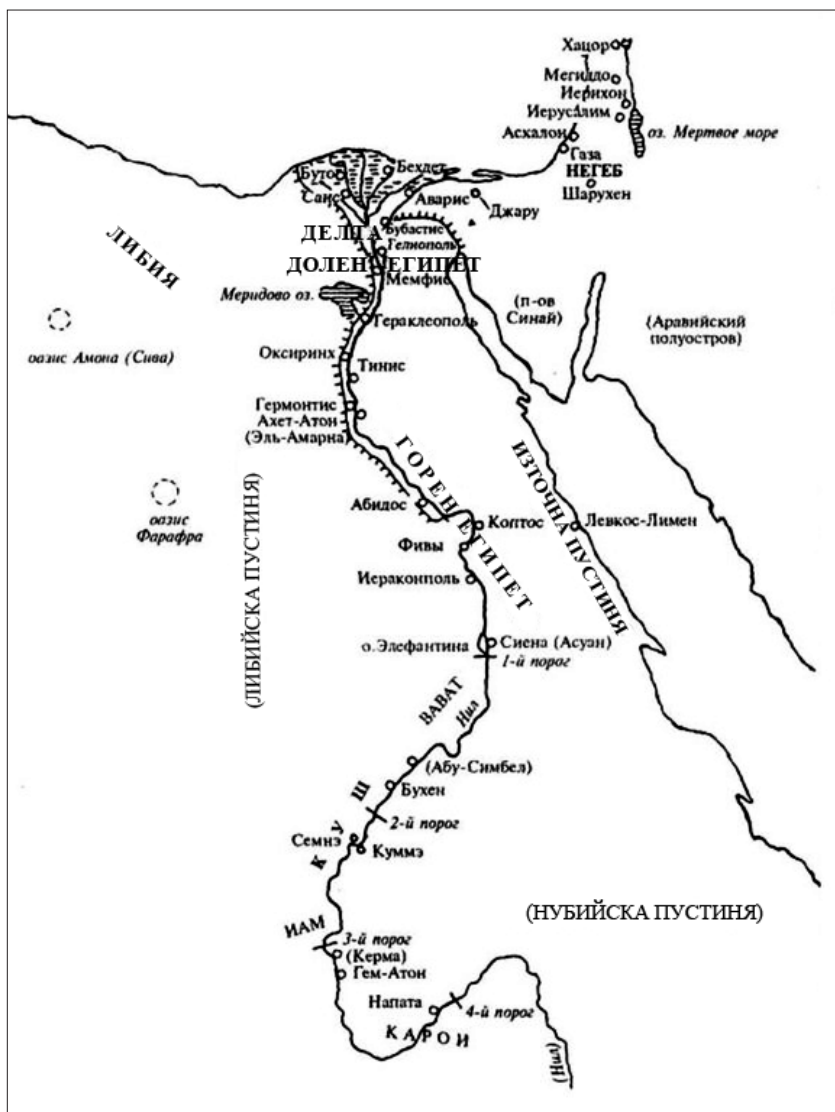 Хацор
Мегиддо
Иерихон
Иерусалим
оз. Мертвое море
Асхалон
Газа
НЕГЕБ
Шарухен
Буто
Бехдет
Саис
Аварис
Джару
Бубастис
ДЕЛТА
Гелиополь
ДОЛЕН ЕГИПЕТ
Мемфис
ЛИБИЯ
Меридово оз.
Гераклеополь
(п-ов
Синай)
(Аравийский
полуостров)
оазис Амона (Сива)
Оксиринх
Тинис
Гермонтис
Ахет-Атон
(Эль-Амарна)
ГОРЕН ЕГИПЕТ
ИЗТОЧНА ПУСТИНЯ
(ЛИБИЙСКА ПУСТИНЯ)
оазис
Фарафра
Абидос
Коптос
Левкос-Лимен
Фивы
Иераконполь
о.Элефантина
Сиена (Асуан)
1-й порог
ВАВАТ
Нил
(Абу-Симбел)
Бухен
КУШ
2-й порог
Семнэ
Куммэ
(НУБИЙСКА ПУСТИНЯ)
ИАМ
3-й порог
(Керма)
Гем-Атон
Напата
4-й порог
КАРОИ
(Нил)